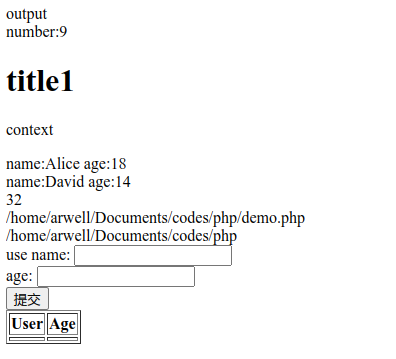 output
number:9
title1
context
name:Alice age:18
name:David age:14
32
/home/arwell/Documents/codes/php/demo.php
/home/arwell/Documents/codes/php
use name:
age:
提交
User Age